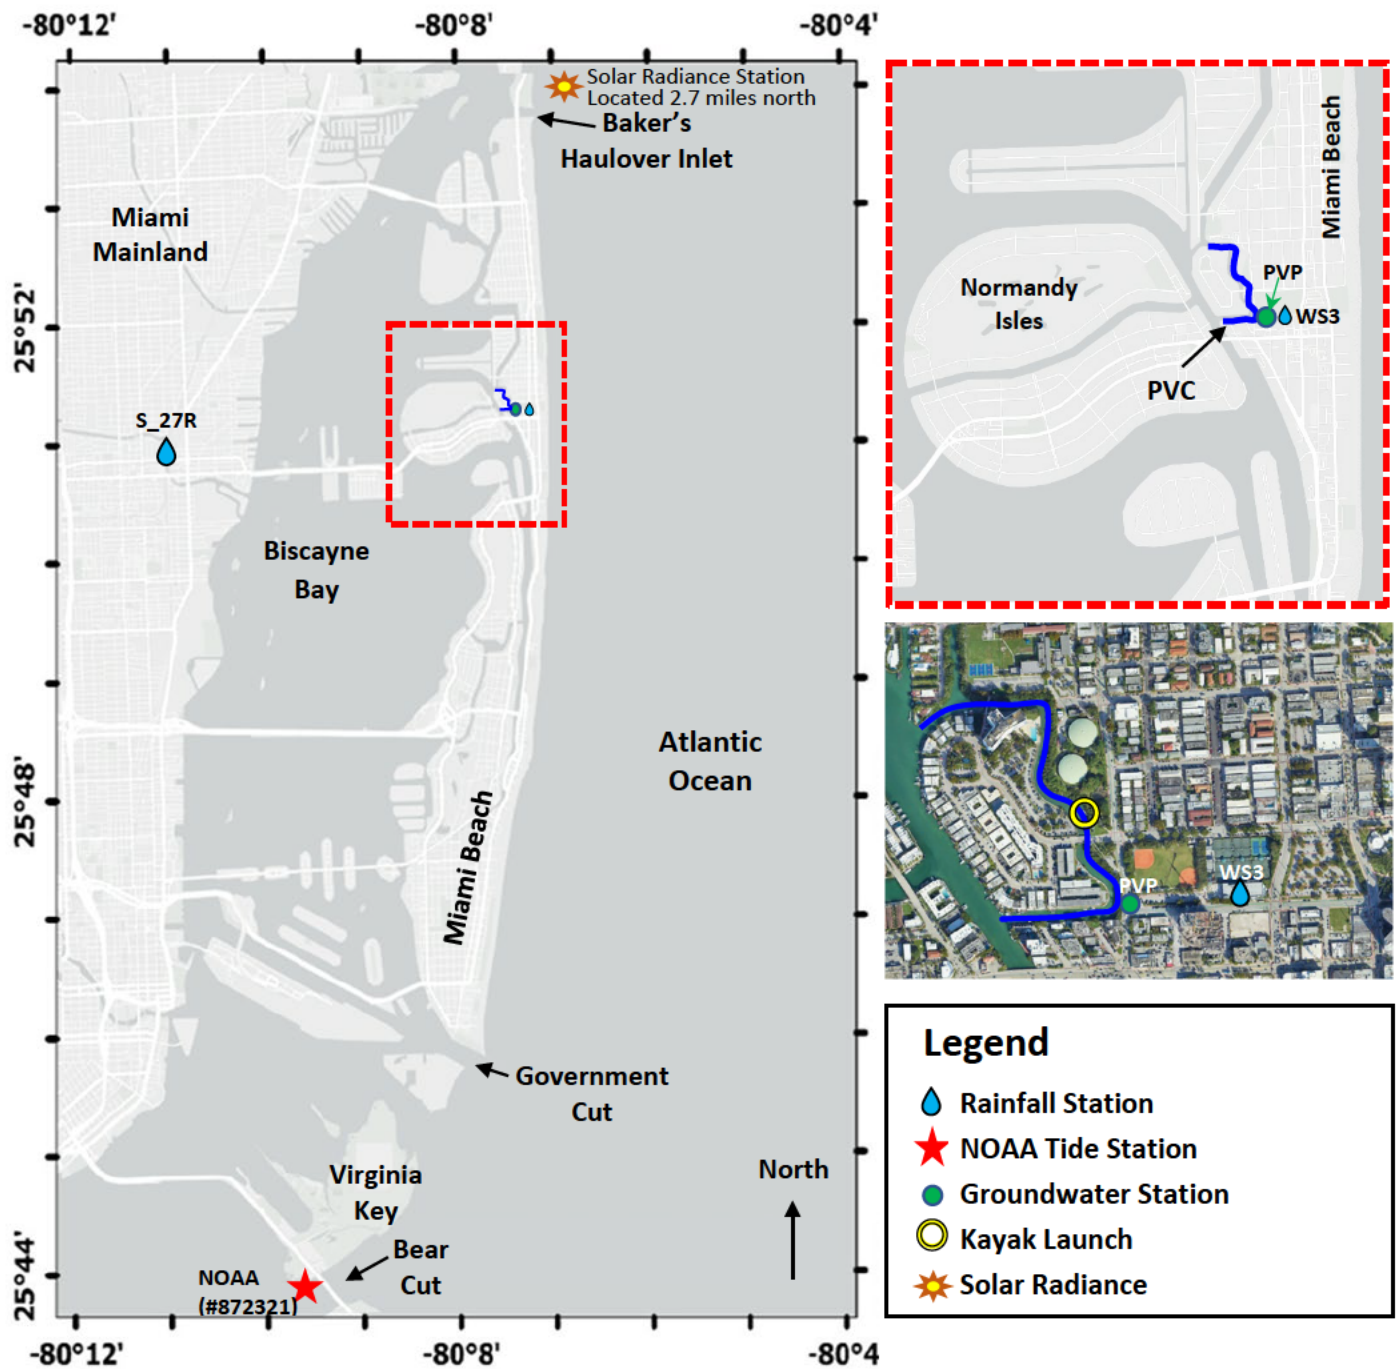 -80°12'
-80°8'
-80°4'
Solar Radiance Station
Located 2.7 miles north
Baker's
Haulover Inlet
Miami
Mainland
25°52'
S_27R
Biscayne
Bay
Atlantic
Ocean
25°48'
Miami Beach
Government
Cut
Virginia
Key
North
Bear
Cut
25°44'
NOAA
(#872321)
-80°12'
-80°8'
-80°4'
Miami Beach
Normandy
Isles
PVP
WS3
PVC
PVP
WS3
Legend
Rainfall Station
NOAA Tide Station
Groundwater Station
Kayak Launch
Solar Radiance